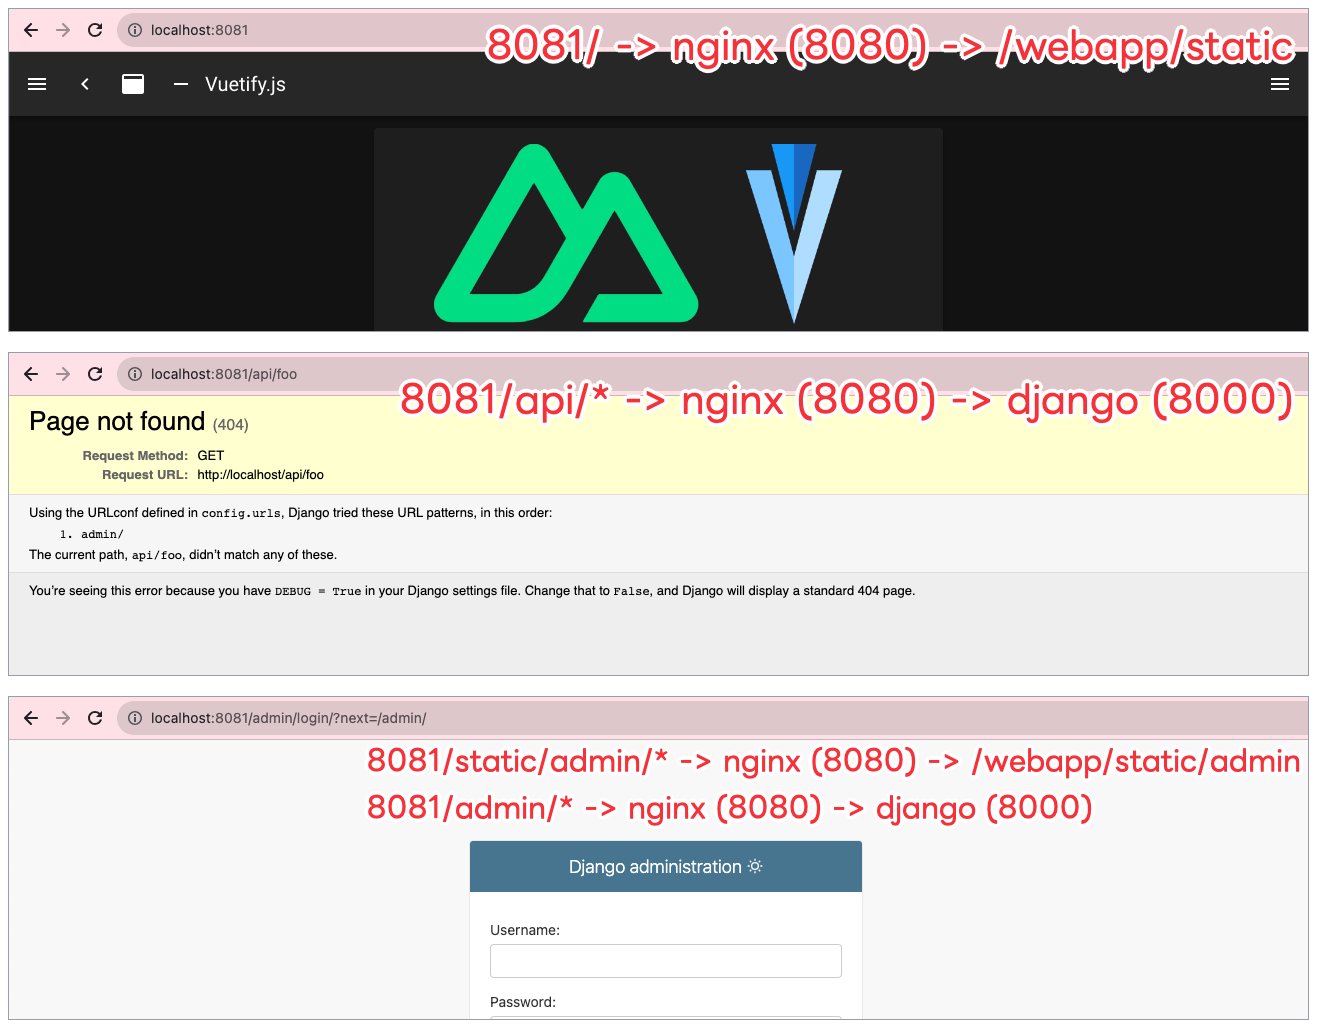 localhost:8081
8081/ -> nginx (8080) -> /webapp/static
Vuetify.js
localhost:8081/api/foo
8081/api/* -> nginx (8080) -> django (8000)
Page not found (404)
Request Method: GET
Request URL: http://localhost/api/foo
Using the URLconf defined in config.urls, Django tried these URL patterns, in this order:
1. admin/
The current path, api/foo, didn’t match any of these.
You’re seeing this error because you have DEBUG = True in your Django settings file. Change that to False, and Django will display a standard 404 page.
localhost:8081/admin/login/?next=/admin/
8081/static/admin/* -> nginx (8080) -> /webapp/static/admin
8081/admin/* -> nginx (8080) -> django (8000)
Django administration
Username:
Password: